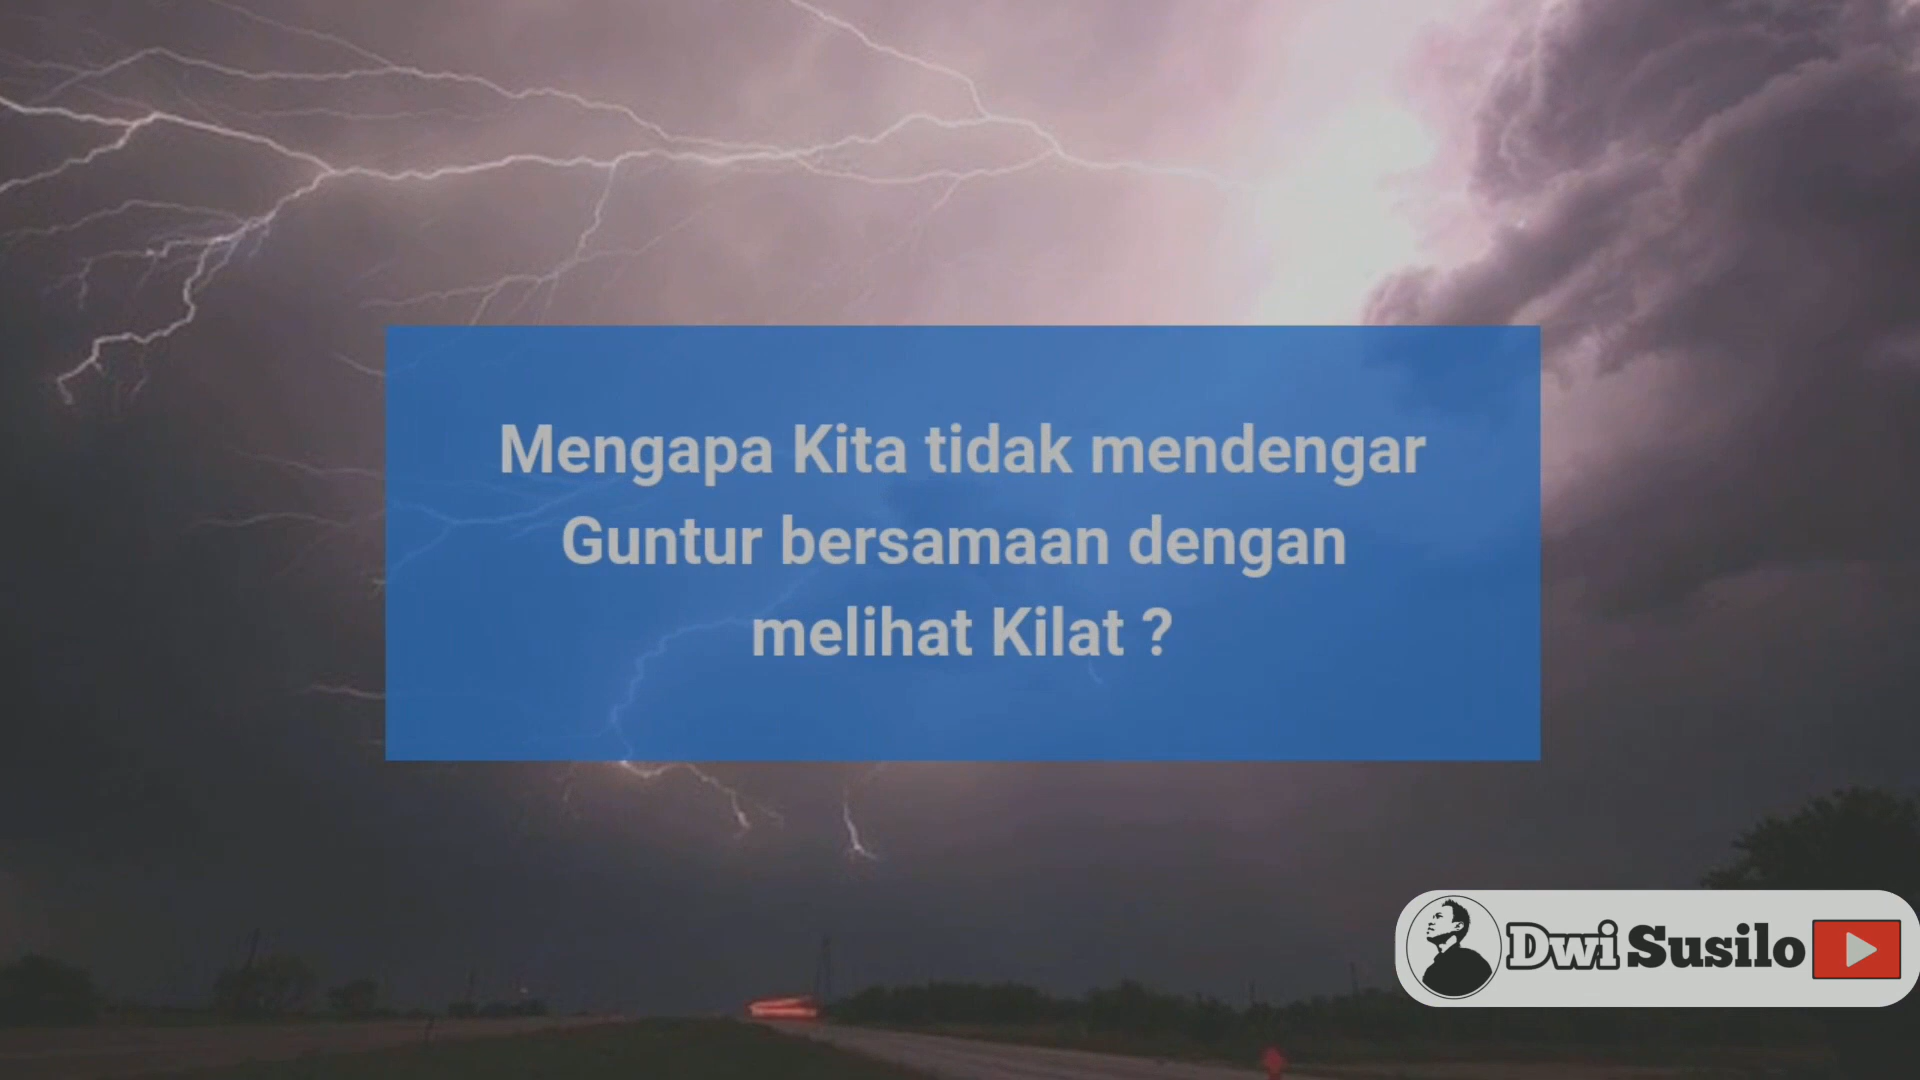 Mengapa Kita tidak mendengar
Guntur bersamaan dengan
melihat Kilat ?
Dwi Susilo